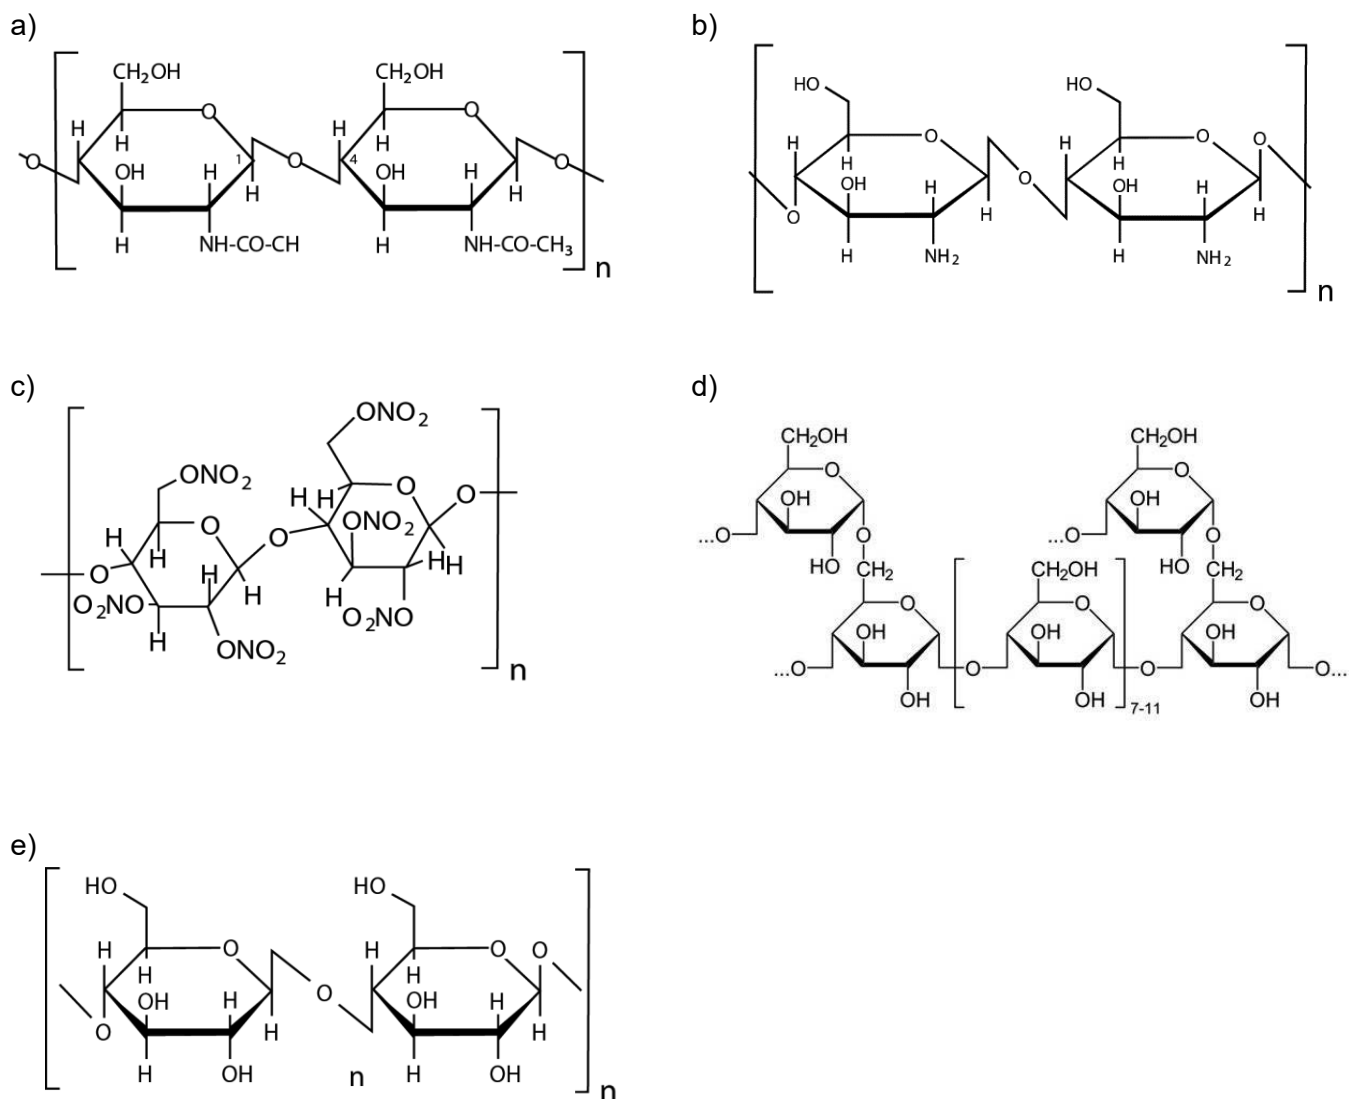 a)
b)
CH₂OH CH₂OH
O O
H H H H
OH 1 H O 4 OH H O
O H H
H NH-CO-CH H NH-CO-CH₃
n
HO HO
O O O
H H H H
OH H O OH H
O H H
H NH₂ H NH₂
n
c)
d)
ONO₂
ONO₂
H H O O
H O ONO₂
O H H O HH
O₂NO H H
H ONO₂ O₂NO
n
CH₂OH CH₂OH
O O
OH OH
...O O ...O O
HO CH₂ HO CH₂
CH₂OH
O O O
OH OH OH
...O O O O...
OH OH OH
7-11
e)
HO HO
H O H O O
H H
OH H O OH H
O H H
H OH n H OH
n